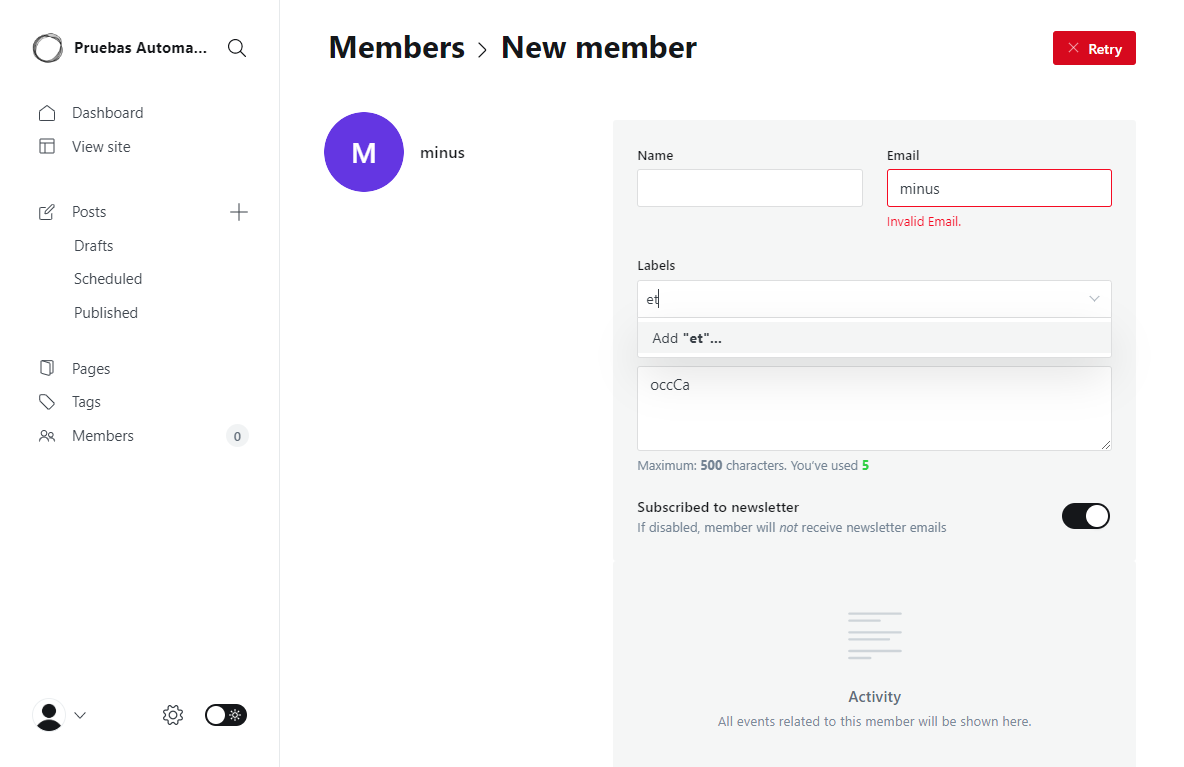 Pruebas Automa...
Dashboard
View site
Posts
Drafts
Scheduled
Published
Pages
Tags
Members
0
Members > New member
Retry
M
minus
Name
Email
minus
Invalid Email.
Labels
et
Add "et"...
occCa
Maximum: 500 characters. You've used 5
Subscribed to newsletter
If disabled, member will not receive newsletter emails
Activity
All events related to this member will be shown here.